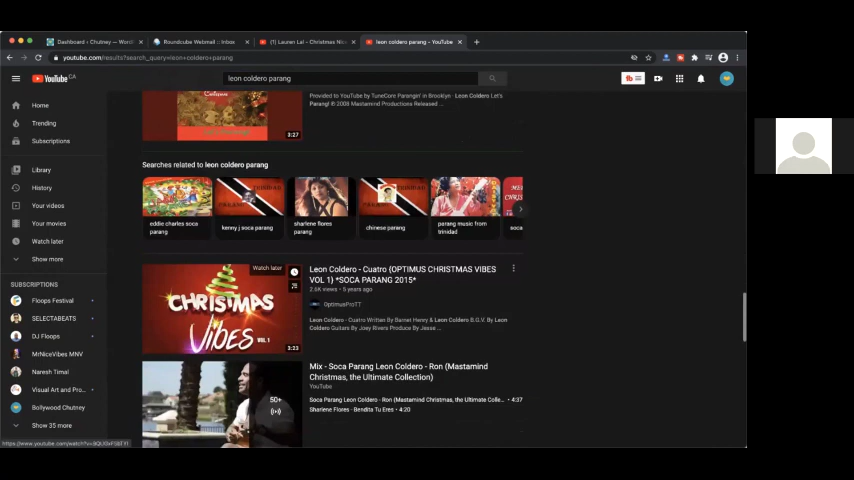 Dashboard ‹ Chutney — Word
Roundcube Webmail :: Inbox
(1) Lauren Lal - Christmas Nice
leon coldero parang - YouTube
youtube.com/results?search_query=leon+coldero+parang
YouTube CA
leon coldero parang
Home
Trending
Subscriptions
Library
History
Your videos
Your movies
Watch later
Show more
SUBSCRIPTIONS
Floops Festival
SELECTABEATS
DJ Floops
MrNiceVibes MNV
Naresh Timal
Visual Art and Pro...
Bollywood Chutney
Show 35 more
3:27
Provided to YouTube by TuneCore Parangin' in Brooklyn · Leon Coldero Let's
Parang! ℗ 2008 Mastamind Productions Released ...
Searches related to leon coldero parang
eddie charles soca
parang
kenny j soca parang
sharlene flores
parang
chinese parang
parang music from
trinidad
soca
Watch later
CHRISTMAS
Vibes
VOL 1
3:23
Leon Coldero - Cuatro {OPTIMUS CHRISTMAS VIBES
VOL 1} *SOCA PARANG 2015*
2.6K views • 5 years ago
OptimusProTT
Leon Coldero - Cuatro Written By Barnet Henry & Leon Coldero B.G.V. By Leon
Coldero Guitars By Joey Rivers Produce By Jesse ...
50+
Mix - Soca Parang Leon Coldero - Ron (Mastamind
Christmas, the Ultimate Collection)
YouTube
Soca Parang Leon Coldero - Ron (Mastamind Christmas, the Ultimate Colle... • 4:37
Sharlene Flores - Bendita Tu Eres • 4:20